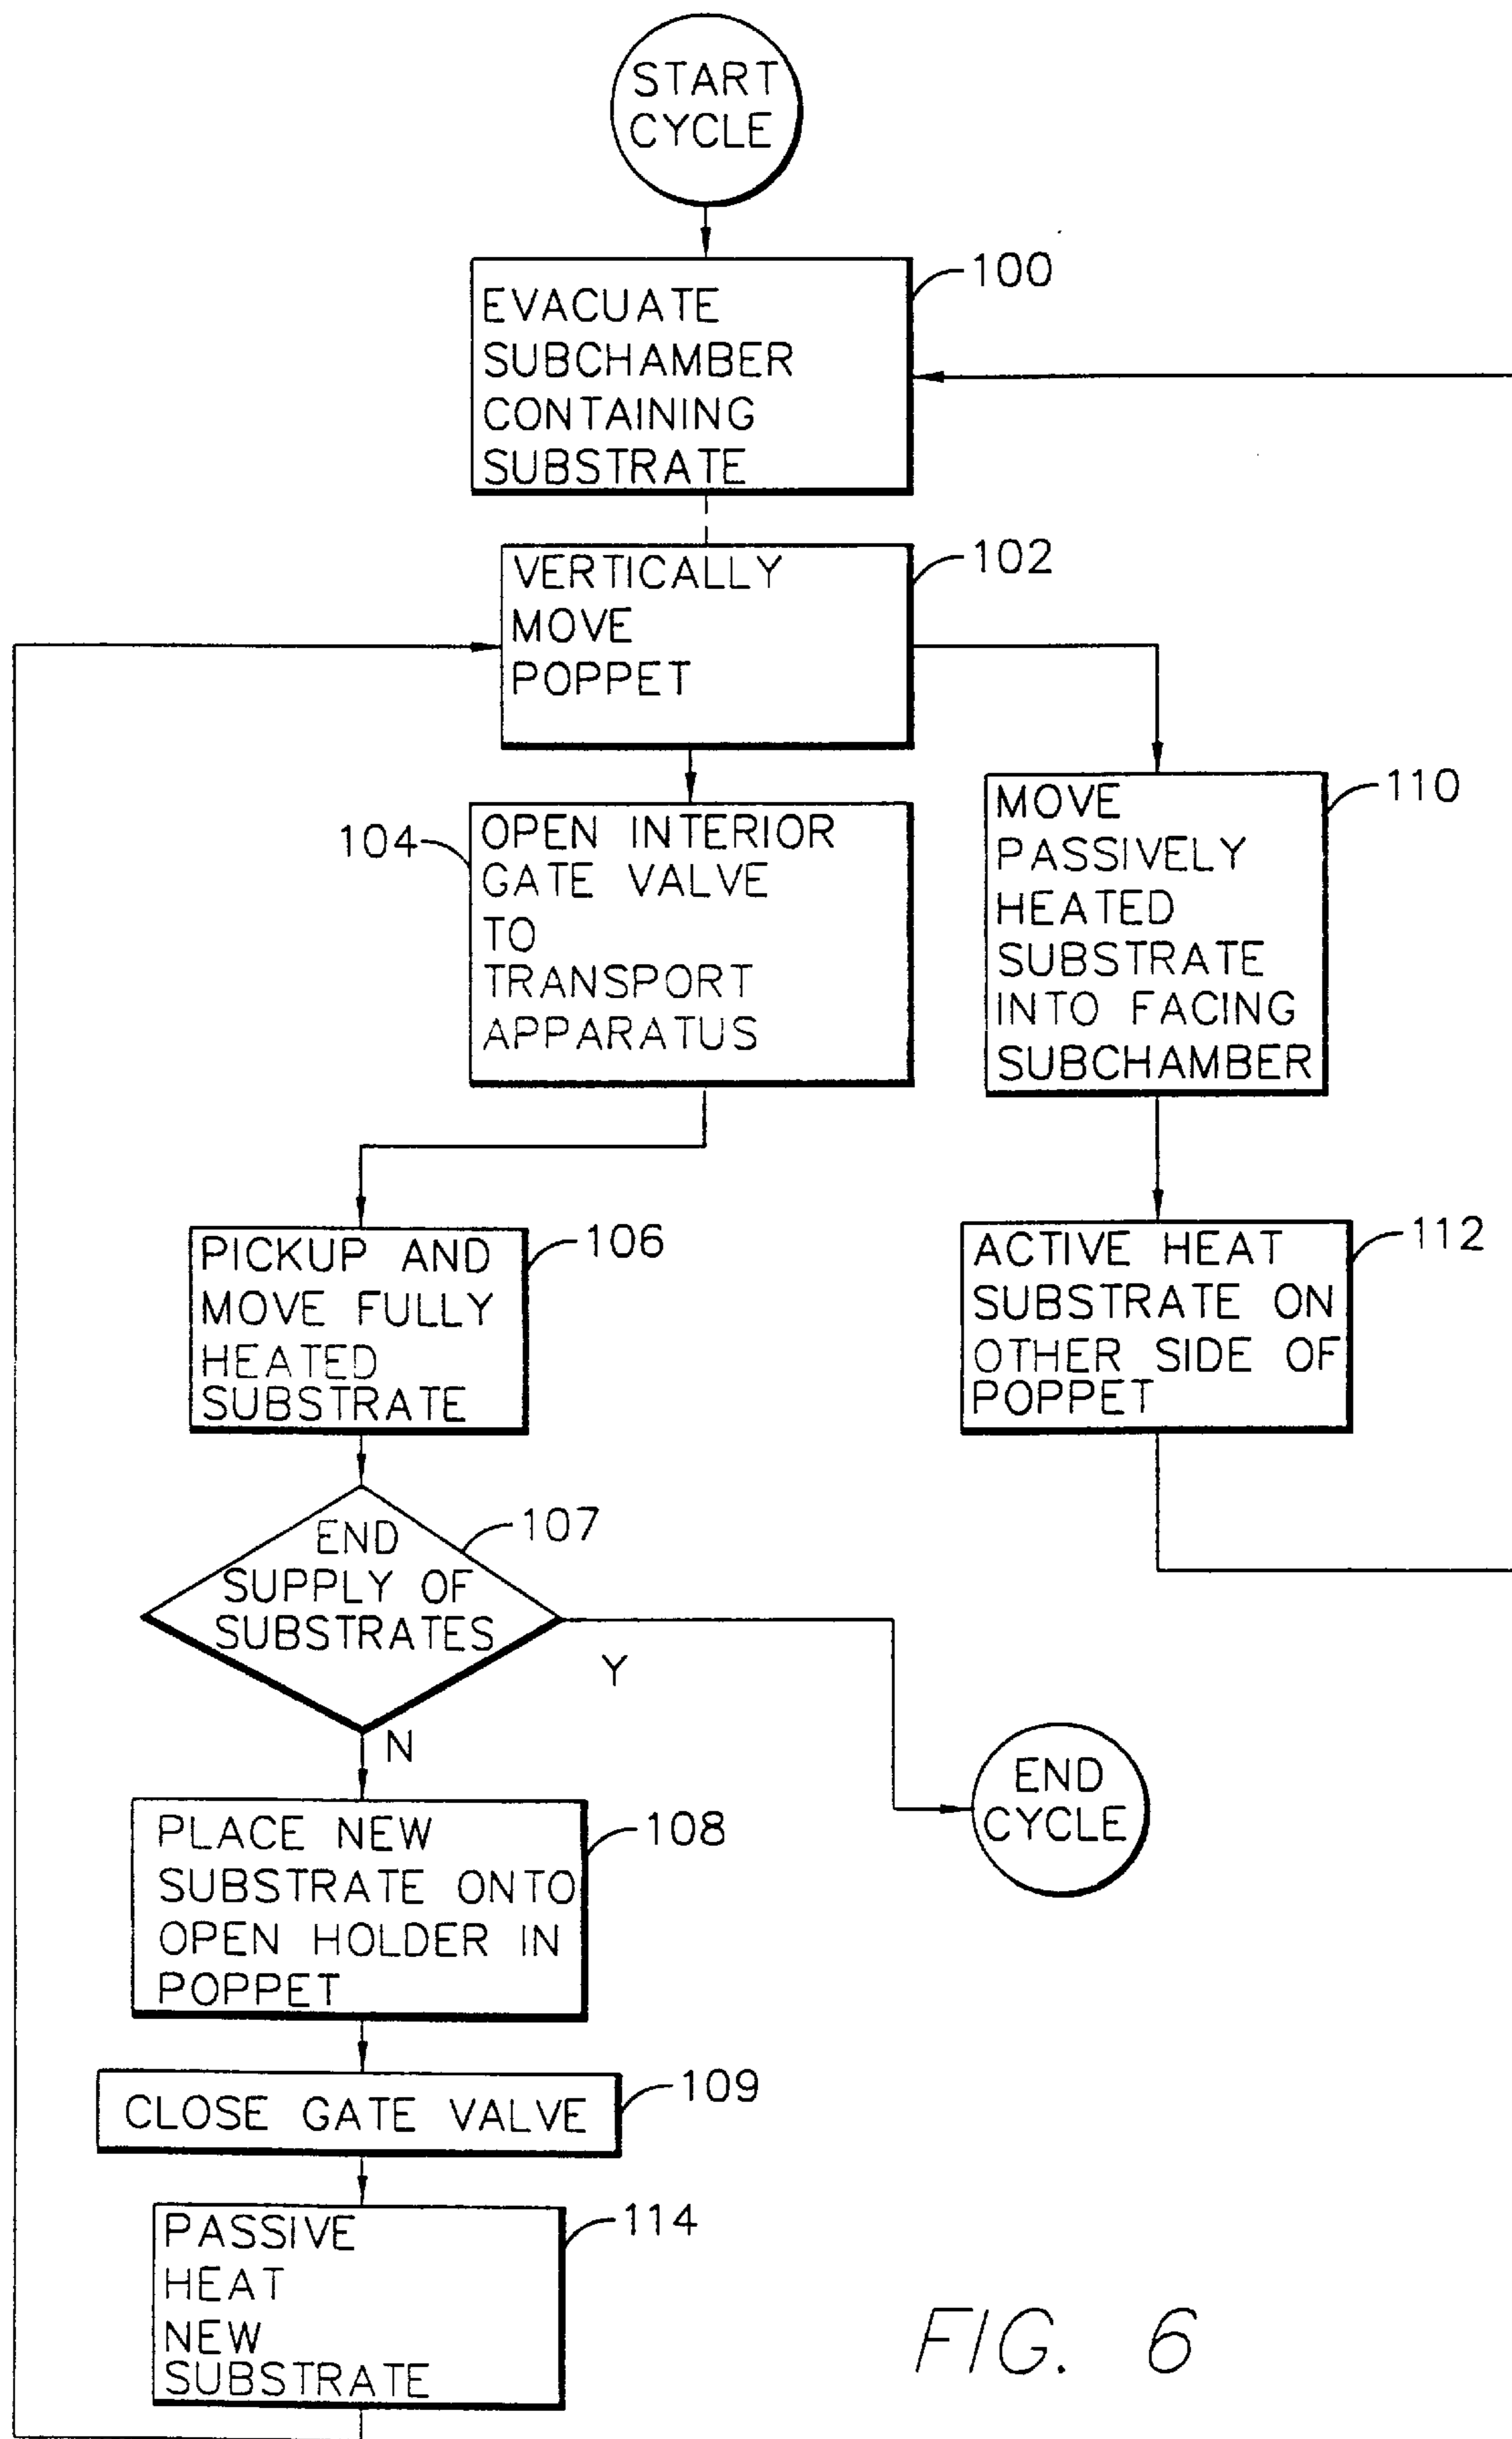 START
CYCLE
100
EVACUATE
SUBCHAMBER
CONTAINING
SUBSTRATE
102
VERTICALLY
MOVE
POPPET
104
OPEN INTERIOR
GATE VALVE
TO
TRANSPORT
APPARATUS
110
MOVE
PASSIVELY
HEATED
SUBSTRATE
INTO FACING
SUBCHAMBER
106
PICKUP AND
MOVE FULLY
HEATED
SUBSTRATE
112
ACTIVE HEAT
SUBSTRATE ON
OTHER SIDE OF
POPPET
107
END
SUPPLY OF
SUBSTRATES
Y
N
END
CYCLE
108
PLACE NEW
SUBSTRATE ONTO
OPEN HOLDER IN
POPPET
109
CLOSE GATE VALVE
114
PASSIVE
HEAT
NEW
SUBSTRATE
FIG. 6